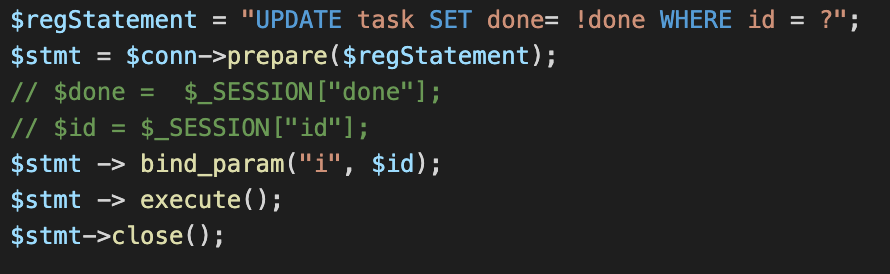 $regStatement = "UPDATE task SET done= !done WHERE id = ?";
$stmt = $conn->prepare($regStatement);
// $done =  $_SESSION["done"];
// $id = $_SESSION["id"];
$stmt -> bind_param("i", $id);
$stmt -> execute();
$stmt->close();